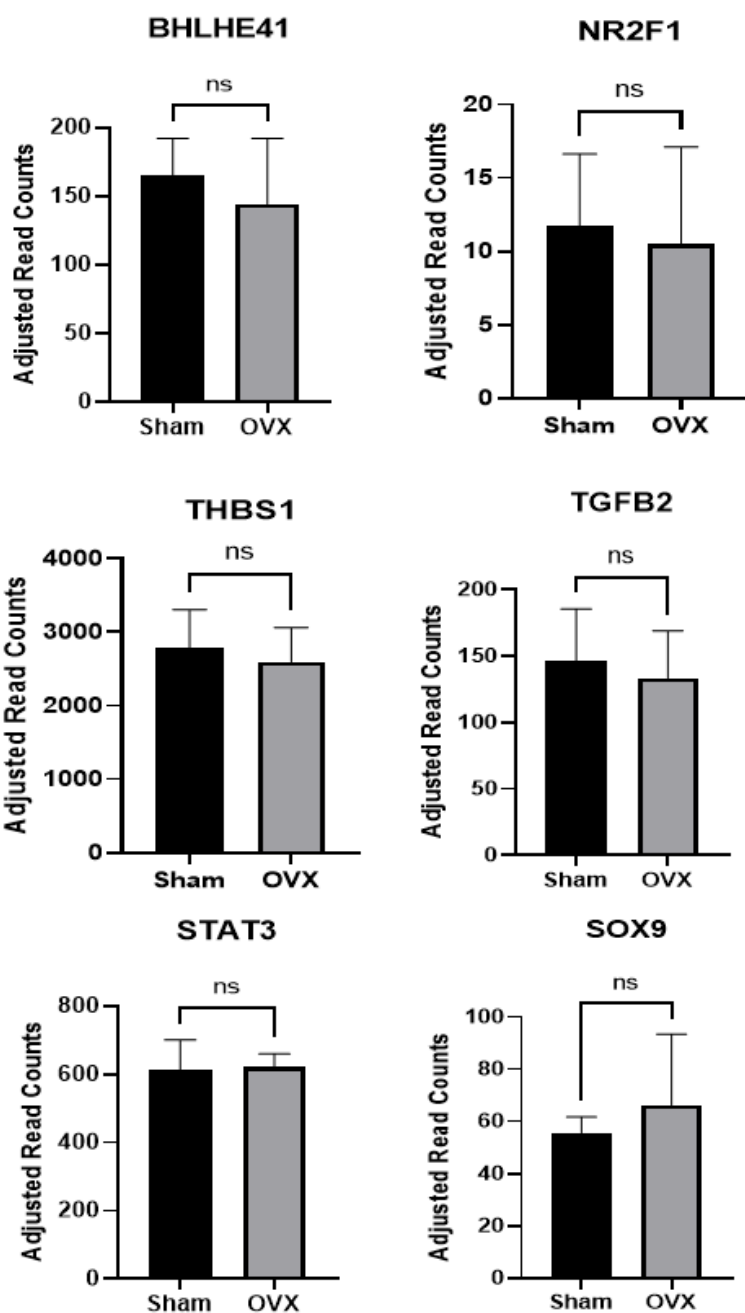 BHLHE41
ns
Adjusted Read Counts
200
150
100
50
0
Sham OVX
NR2F1
ns
Adjusted Read Counts
20
15
10
5
0
Sham OVX
THBS1
ns
Adjusted Read Counts
4000
3000
2000
1000
0
Sham OVX
TGFB2
ns
Adjusted Read Counts
200
150
100
50
0
Sham OVX
STAT3
ns
Adjusted Read Counts
800
600
400
200
0
Sham OVX
SOX9
ns
Adjusted Read Counts
100
80
60
40
20
0
Sham OVX